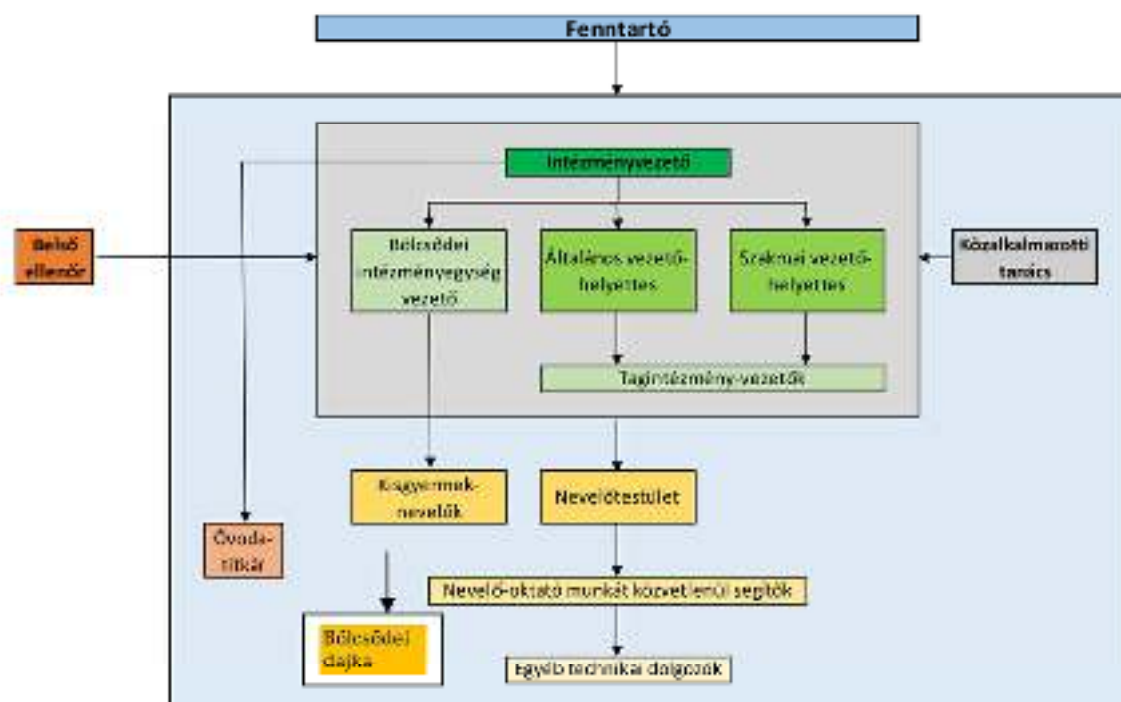 Fenntartó
Intézményvezető
Belső
ellenőr
Bölcsődei
intézményegység
vezető
Általános vezető-
helyettes
Szakmai vezető-
helyettes
Közalkalmazotti
tanács
Tagintézmény-vezetők
Kisgyermek-
nevelők
Nevelőtestület
Óvoda-
titkár
Nevelő-oktató munkát közvetlenül segítők
Bölcsődei
dajka
Egyéb technikai dolgozók